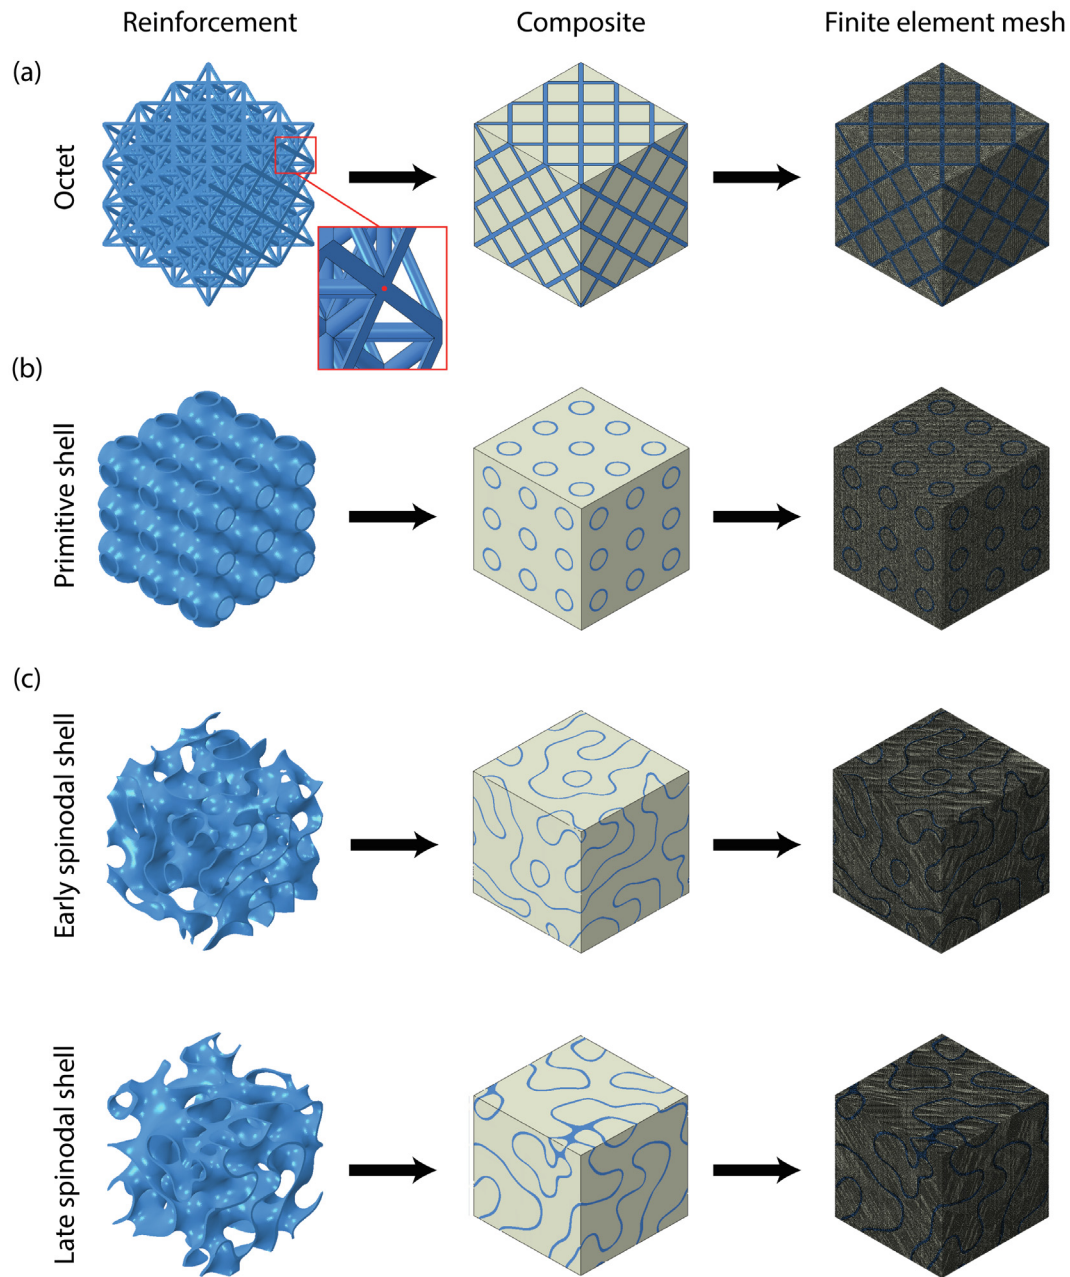 Reinforcement
Composite
Finite element mesh
(a)
Octet
(b)
Primitive shell
(c)
Early spinodal shell
Late spinodal shell